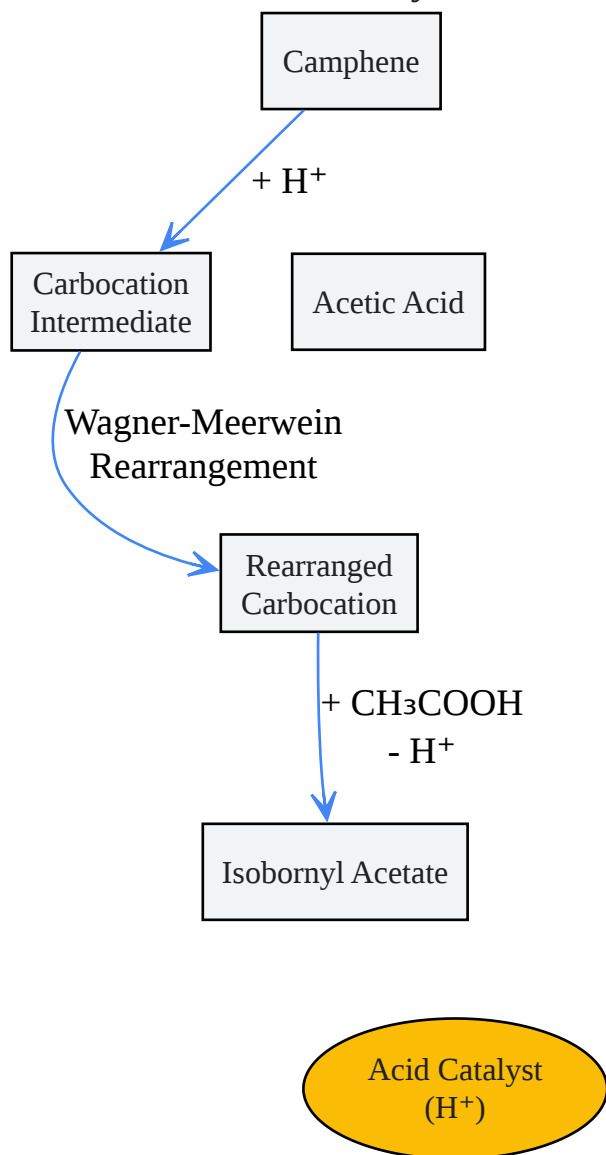 Camphene
+ H⁺
Carbocation
Intermediate
Acetic Acid
Wagner-Meerwein
Rearrangement
Rearranged
Carbocation
+ CH₃COOH
- H⁺
Isobornyl Acetate
Acid Catalyst
(H⁺)